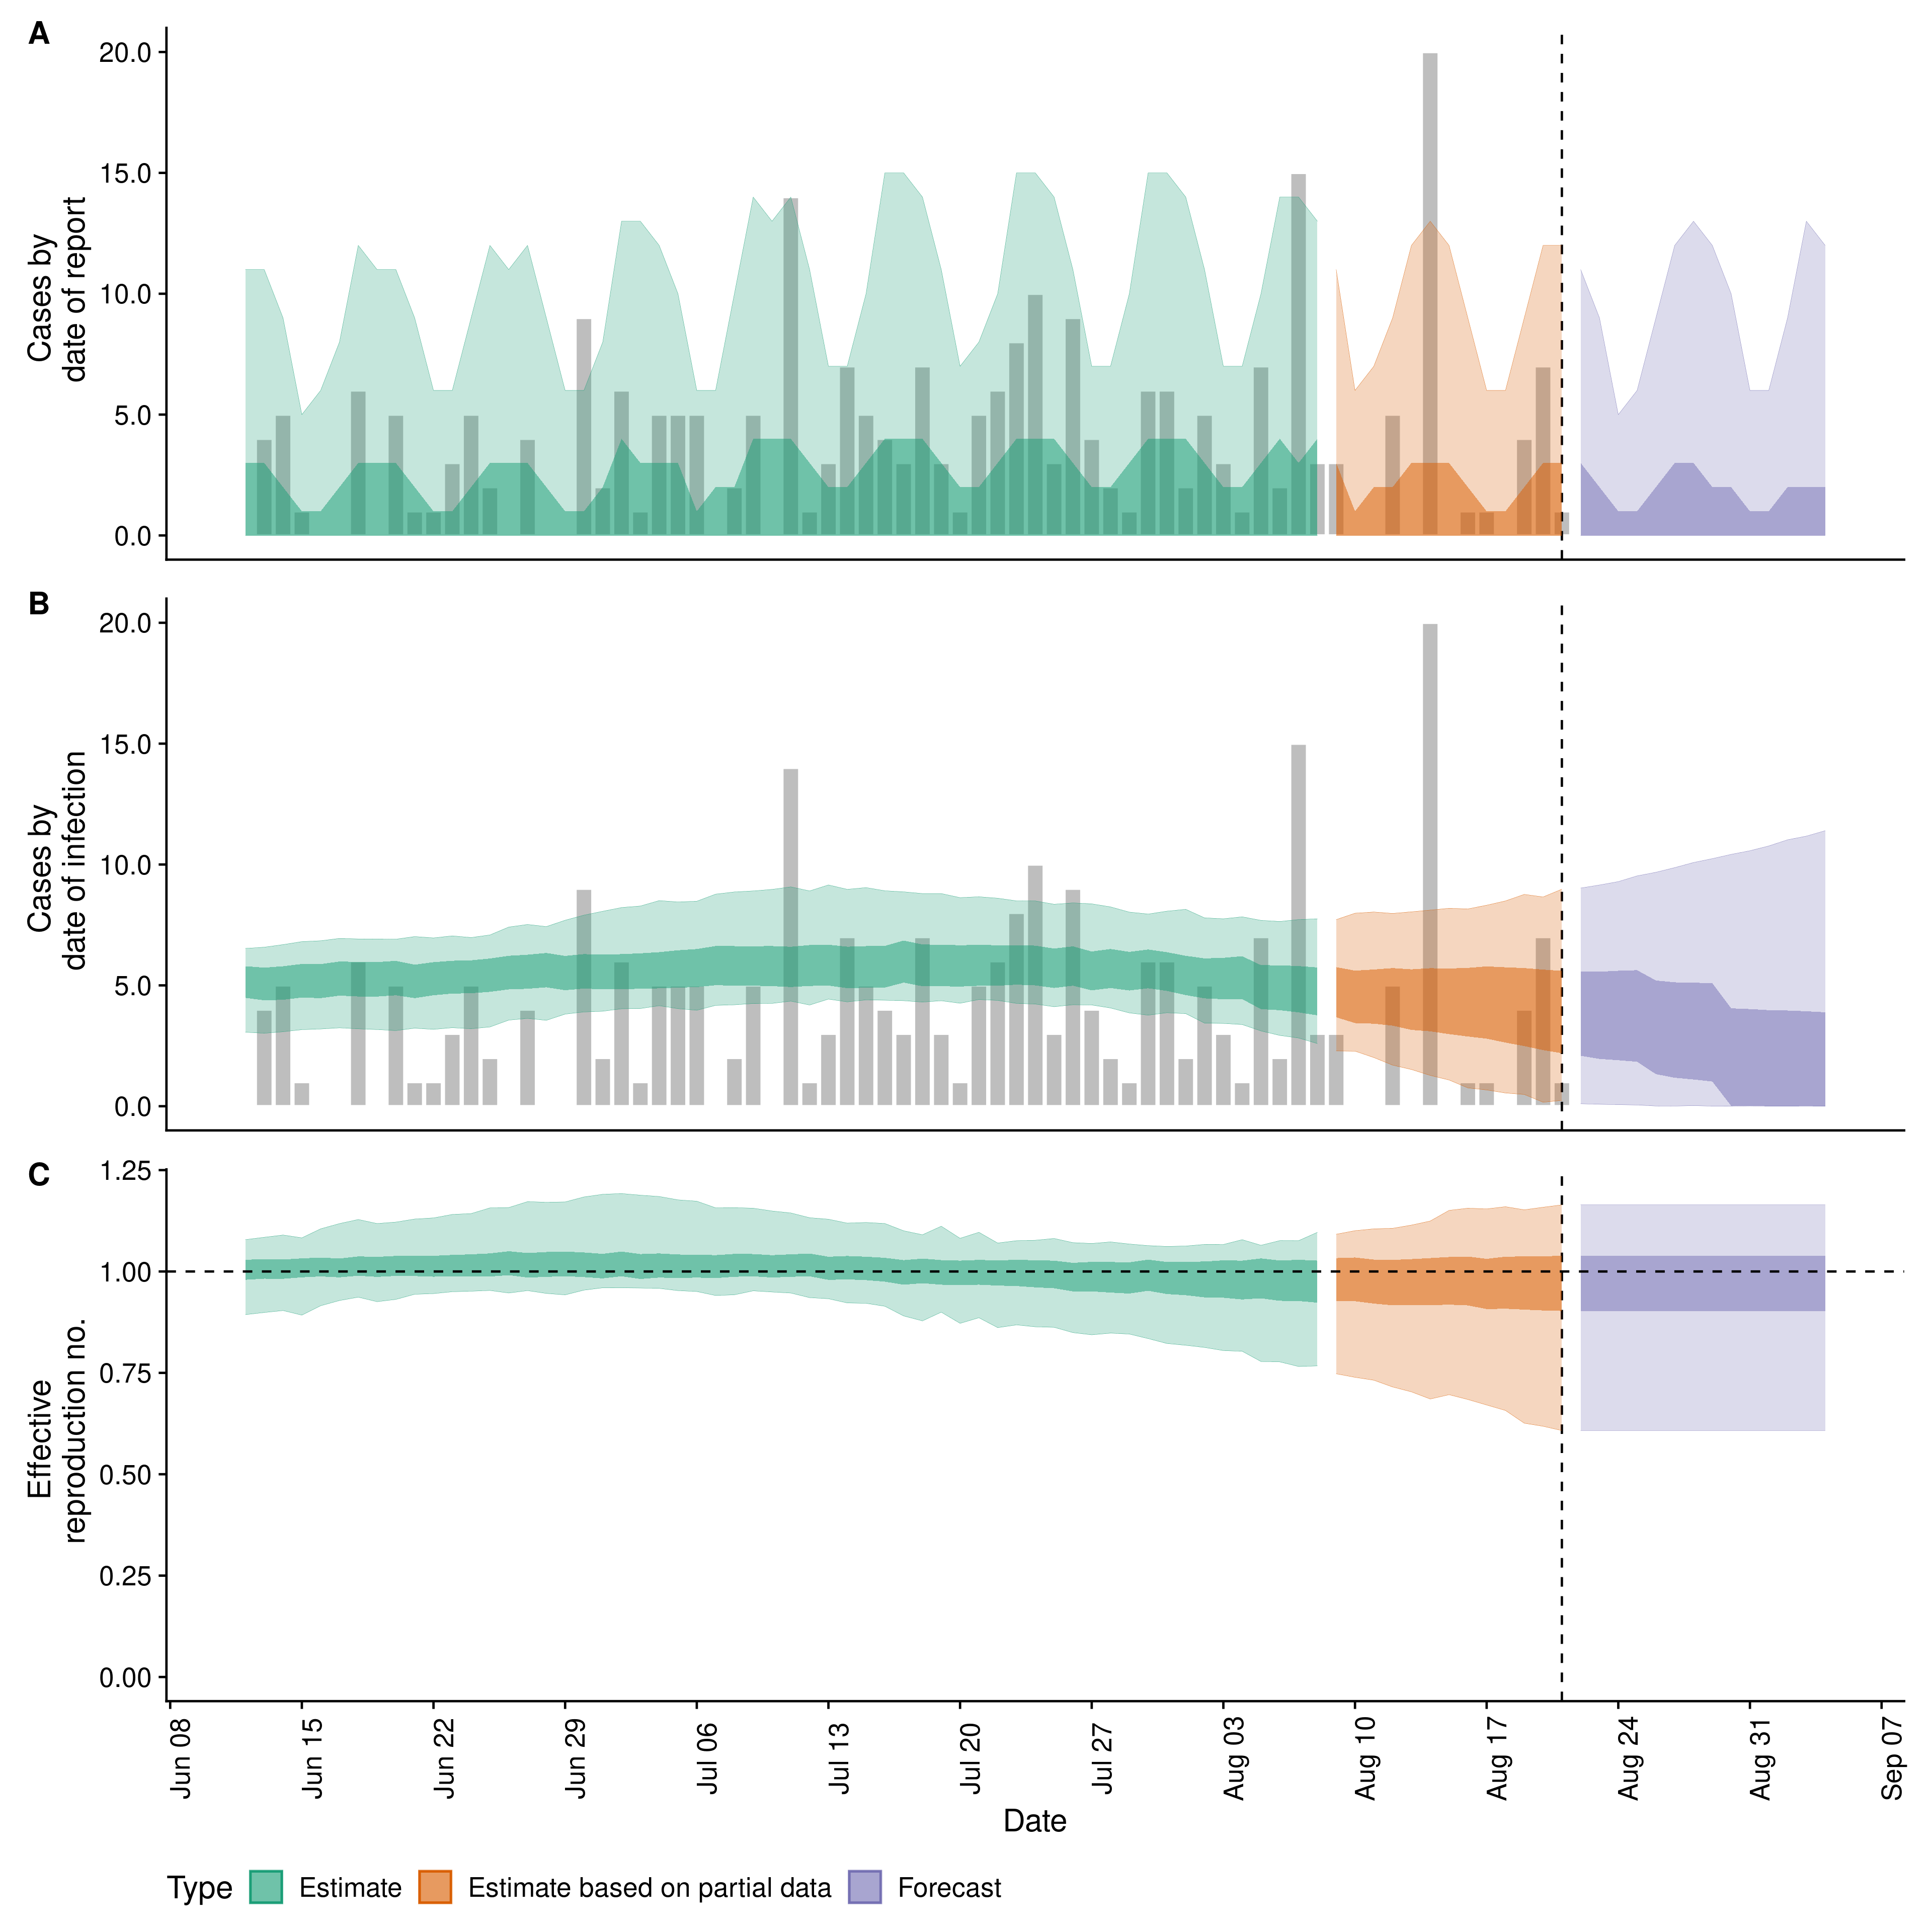 A
20.0
15.0
10.0
5.0
0.0
Cases by
date of report
B
20.0
15.0
10.0
5.0
0.0
Cases by
date of infection
C
1.25
1.00
0.75
0.50
0.25
0.00
Effective
reproduction no.
Jun 08
Jun 15
Jun 22
Jun 29
Jul 06
Jul 13
Jul 20
Jul 27
Aug 03
Aug 10
Aug 17
Aug 24
Aug 31
Sep 07
Date
Type Estimate Estimate based on partial data Forecast